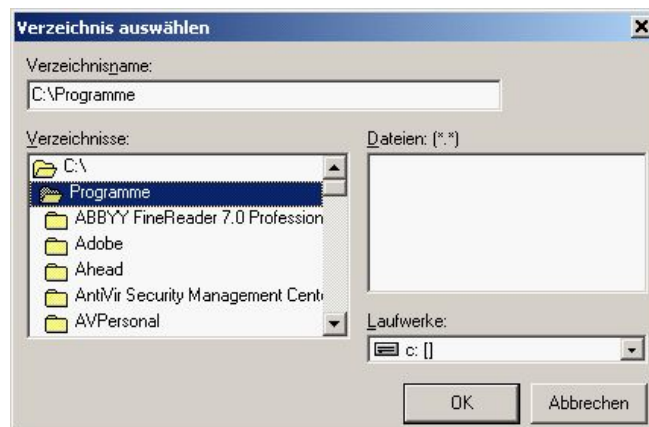 Verzeichnis auswählen
Verzeichnisname:
C:\Programme
Verzeichnisse:
Dateien: (*.*)
C:\
Programme
ABBYY FineReader 7.0 Profession
Adobe
Ahead
AntiVir Security Management Cent
AVPersonal
Laufwerke:
c: []
OK
Abbrechen